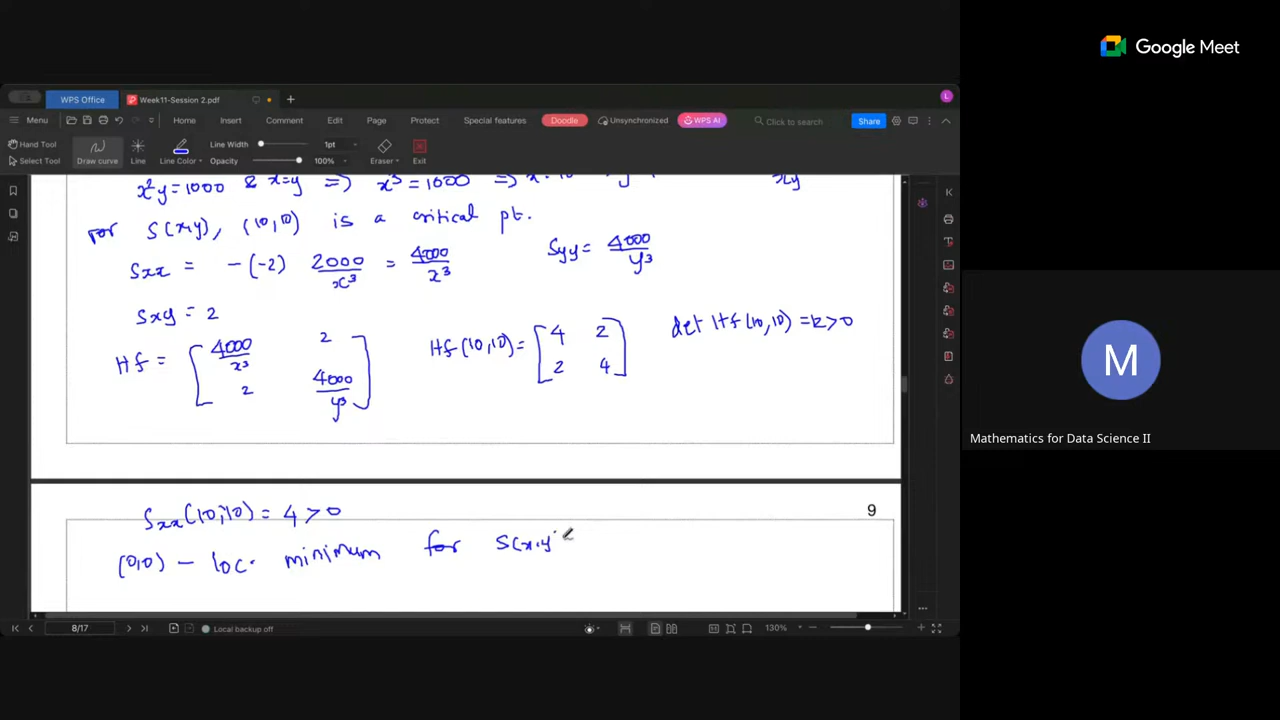 Google Meet
WPS Office
Week11-Session 2.pdf
L
Menu
Home
Insert
Comment
Edit
Page
Protect
Special features
Doodle
Unsynchronized
WPS AI
Click to search
Share
Hand Tool
Select Tool
Draw curve
Line
Line Color
Line Width
1pt
Opacity
100%
Eraser
Exit
x²y = 1000 & x=y ⟹ x³ = 1000 ⟹
xy
for S(x,y), (10,10) is a critical pt.
Sxx = -(-2) 2000/x³ = 4000/x³
Syy = 4000/y³
Sxy = 2
Hf = [4000/x³ 2
2 4000/y³]
Hf(10,10) = [4 2
2 4]
det Hf(10,10) = 12 > 0
9
Sxx(10,10) = 4 > 0
(0,0) – loc. minimum for S(x,y
8/17
Local backup off
130%
M
Mathematics for Data Science II